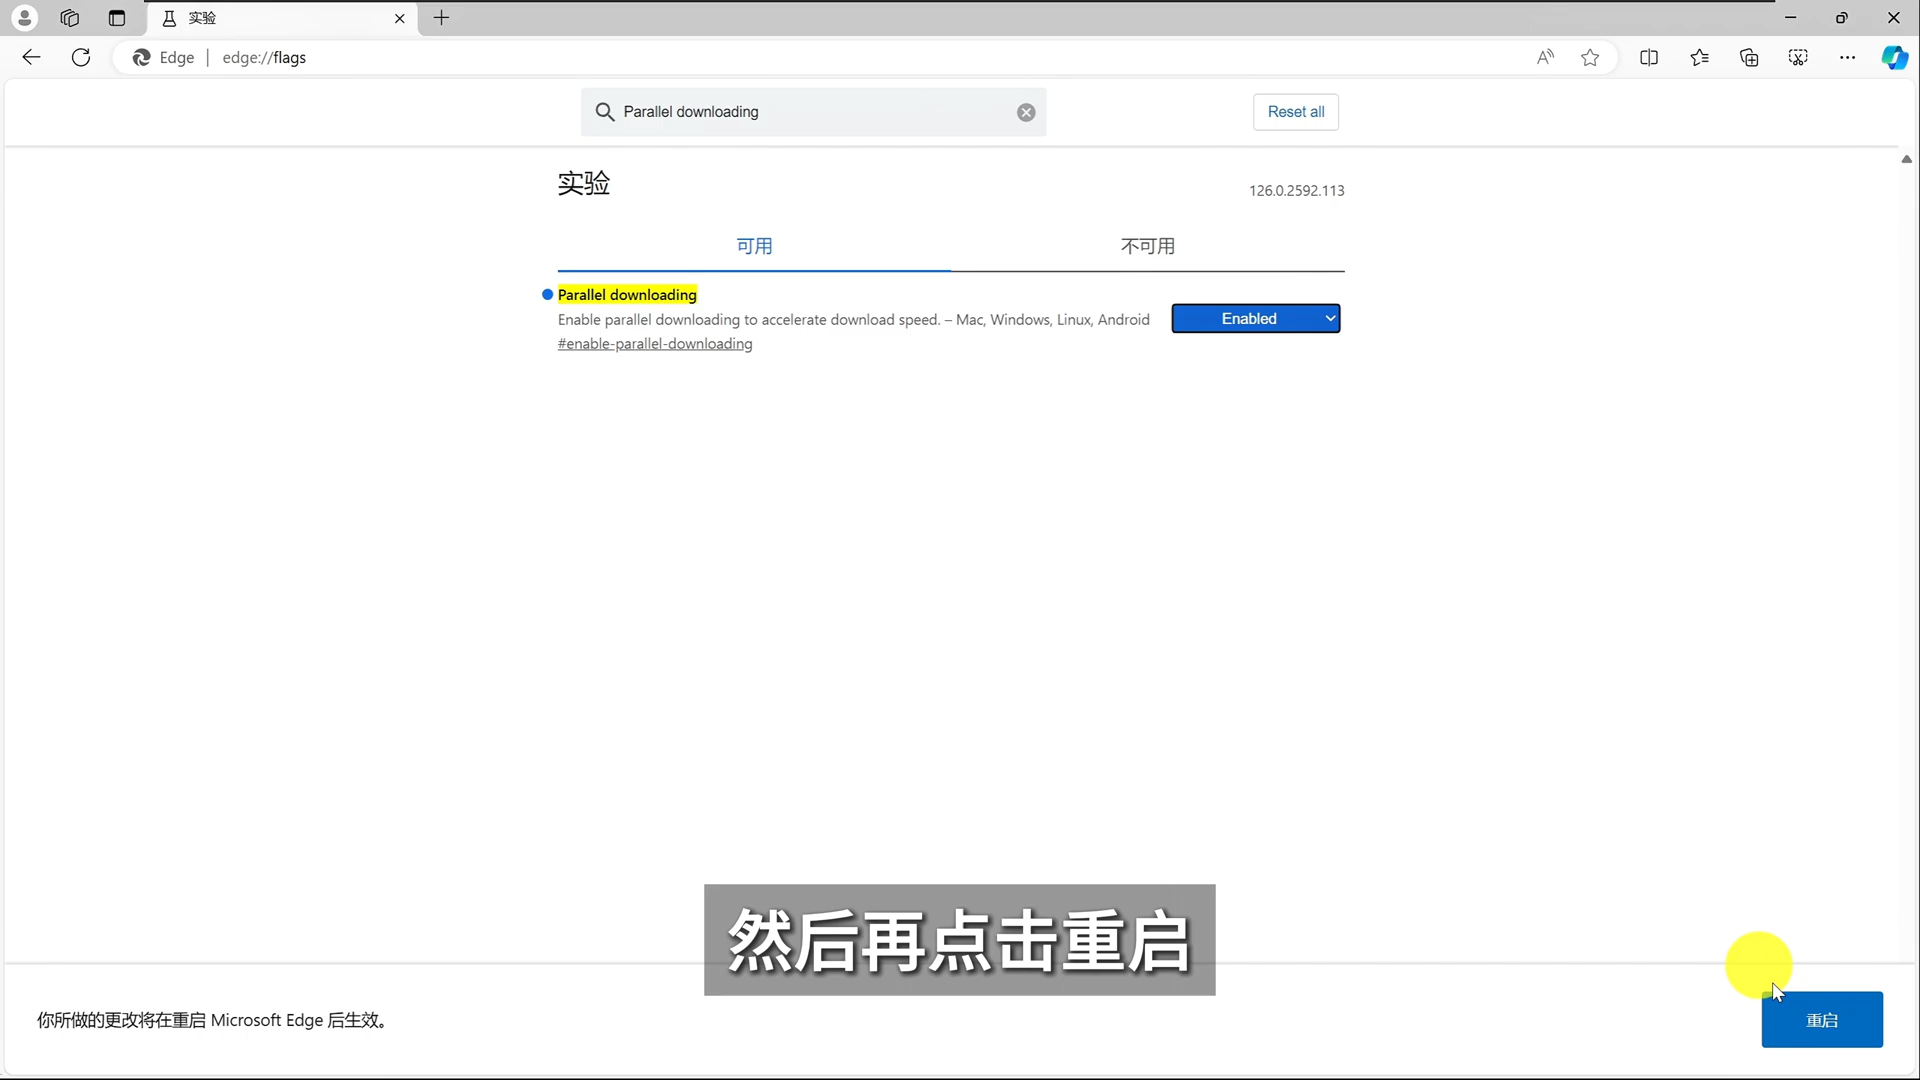 实验
Edge | edge://flags
Parallel downloading
Reset all
实验
126.0.2592.113
可用
不可用
Parallel downloading
Enable parallel downloading to accelerate download speed. – Mac, Windows, Linux, Android
Enabled
#enable-parallel-downloading
然后再点击重启
你所做的更改将在重启 Microsoft Edge 后生效。
重启